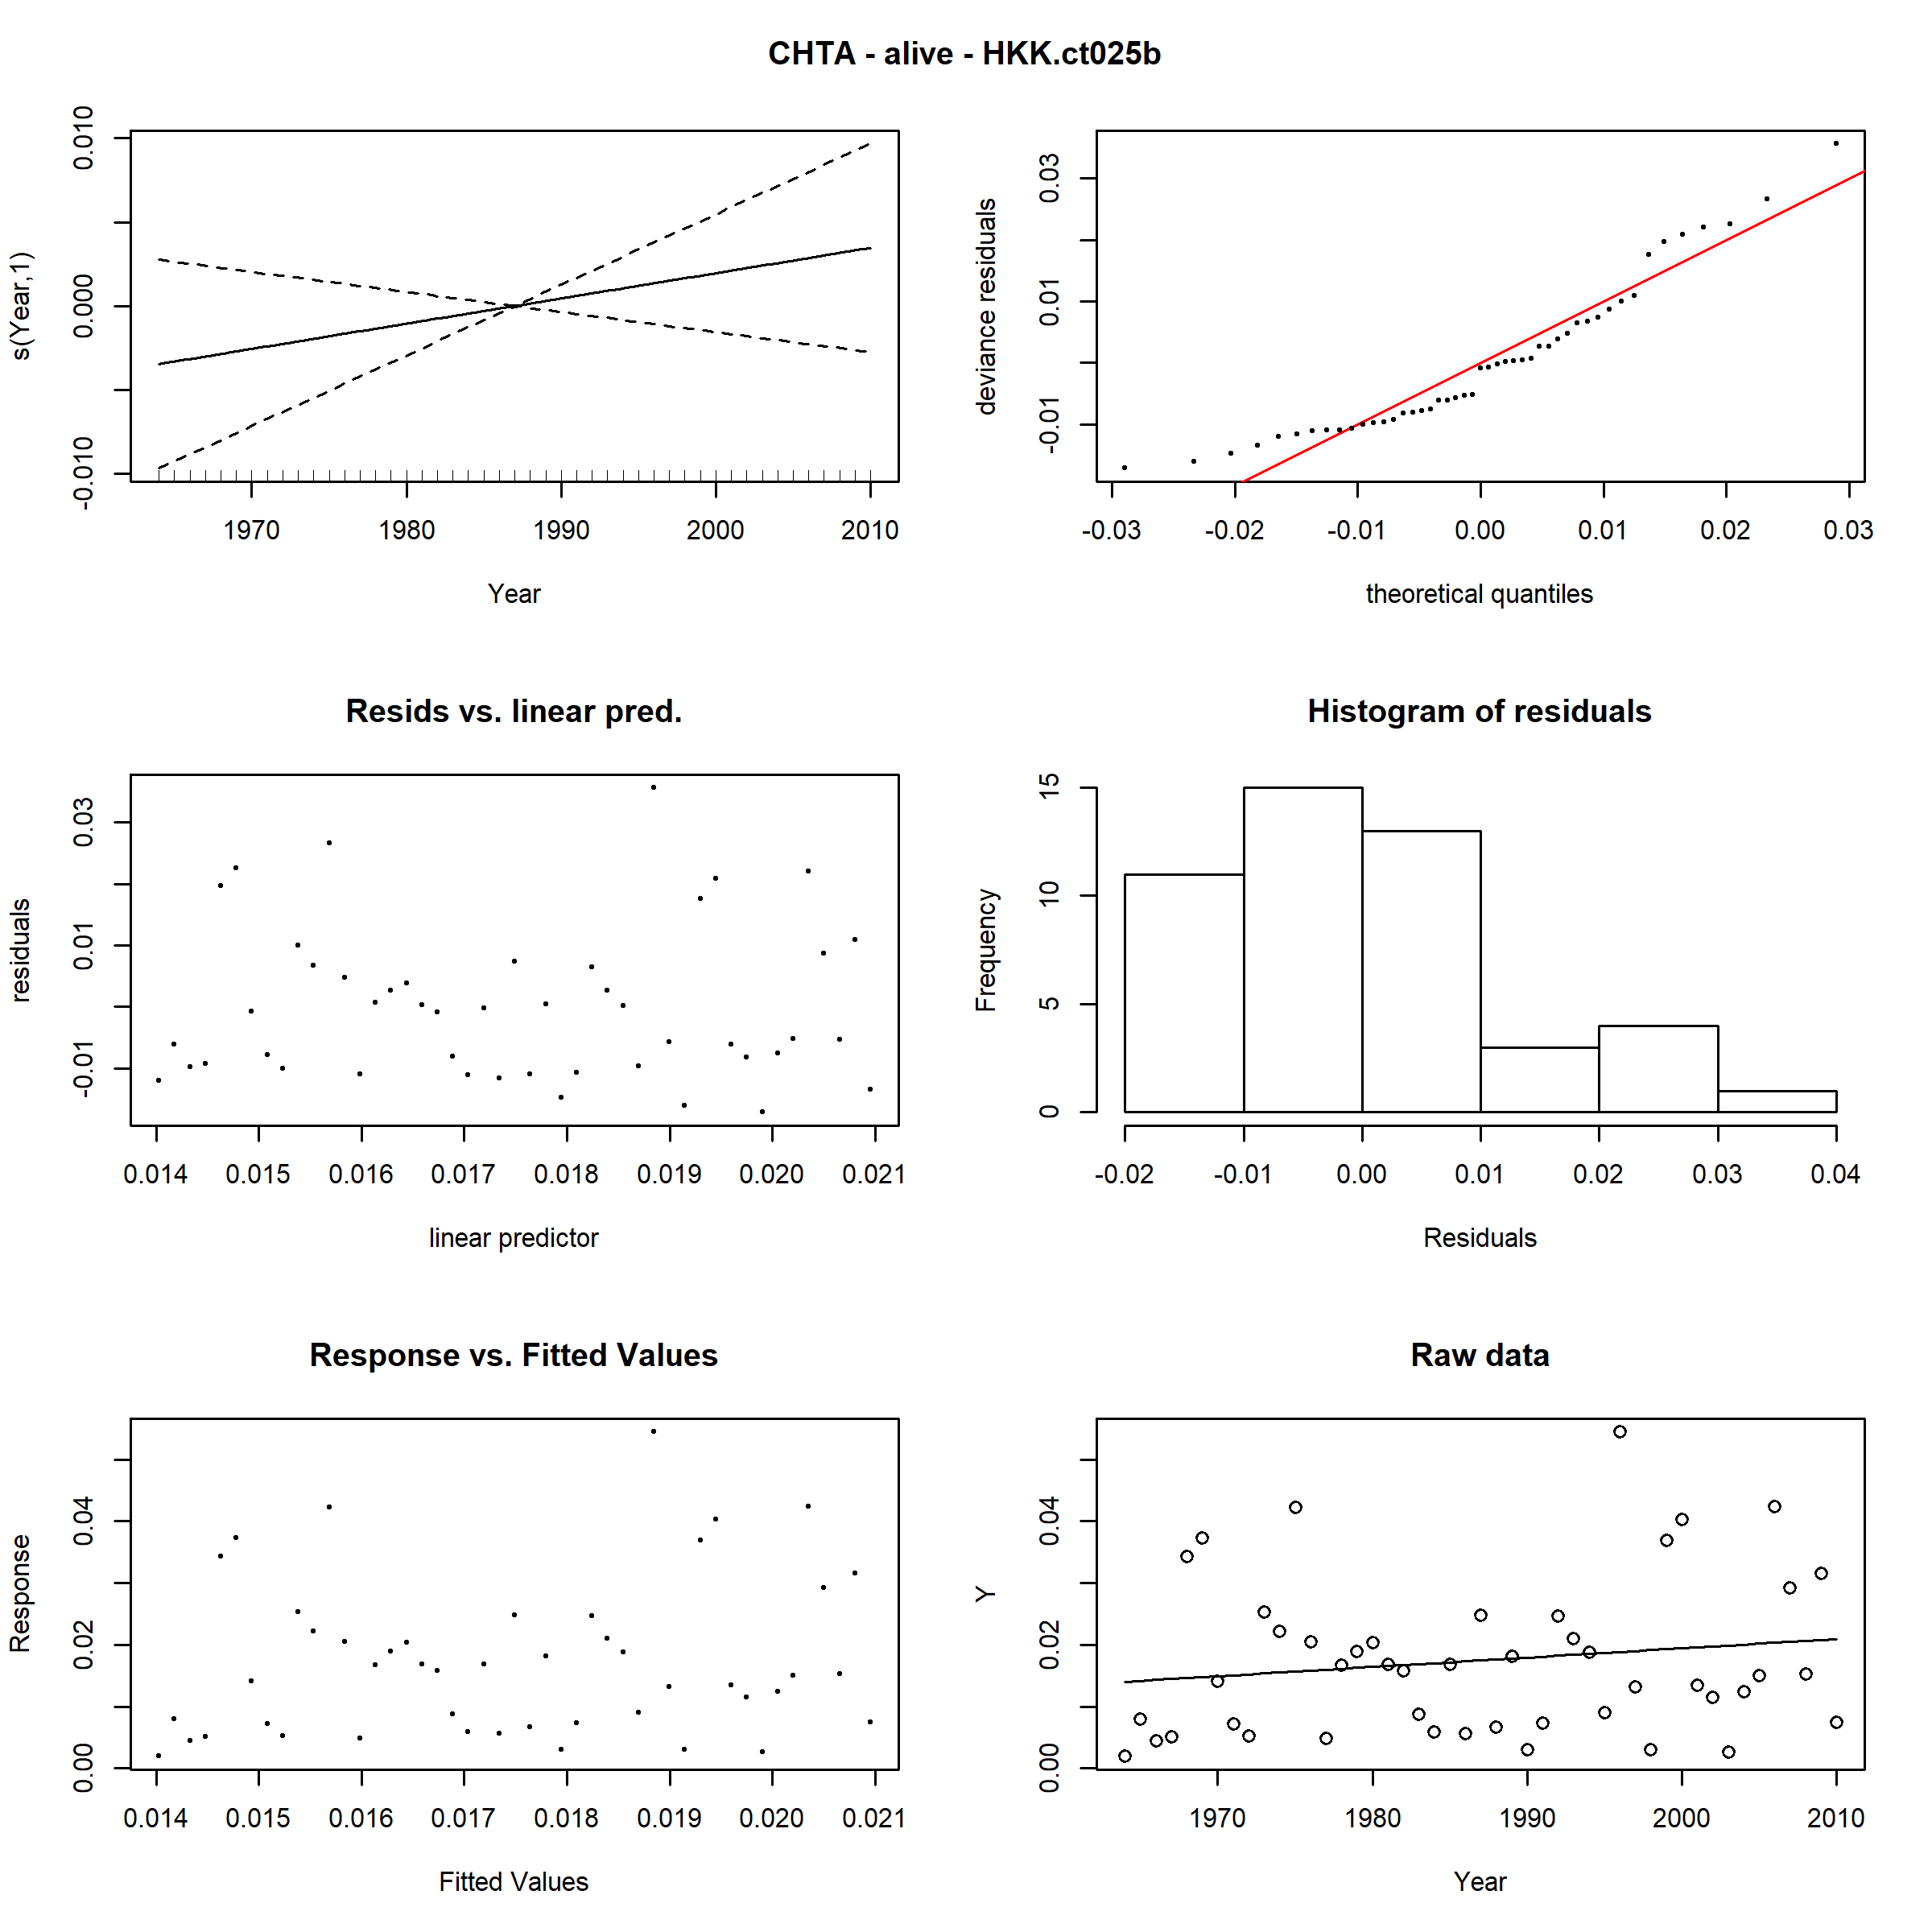 CHTA - alive - HKK.ct025b
s(Year,1)
-0.010 0.000 0.010
1970 1980 1990 2000 2010
Year
deviance residuals
-0.01 0.01 0.03
-0.03 -0.02 -0.01 0.00 0.01 0.02 0.03
theoretical quantiles
Resids vs. linear pred.
residuals
-0.01 0.01 0.03
0.014 0.015 0.016 0.017 0.018 0.019 0.020 0.021
linear predictor
Histogram of residuals
Frequency
0 5 10 15
-0.02 -0.01 0.00 0.01 0.02 0.03 0.04
Residuals
Response vs. Fitted Values
Response
0.00 0.02 0.04
0.014 0.015 0.016 0.017 0.018 0.019 0.020 0.021
Fitted Values
Raw data
Y
0.00 0.02 0.04
1970 1980 1990 2000 2010
Year